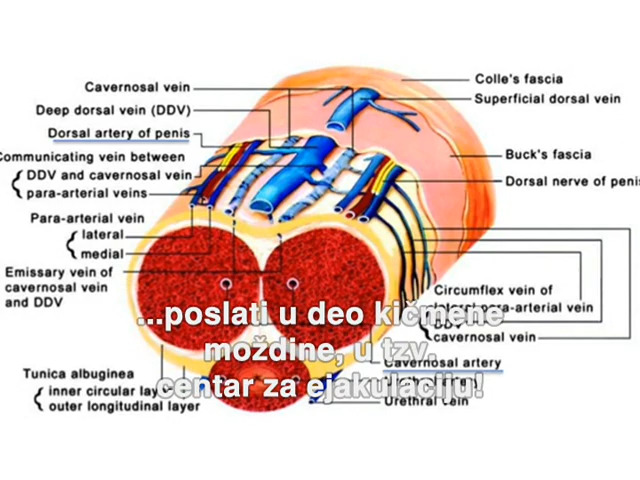 Cavernosal vein
Deep dorsal vein (DDV)
Dorsal artery of penis
Communicating vein between
DDV and cavernosal vein
para-arterial veins
Para-arterial vein
lateral
medial
Emissary vein of
cavernosal vein
and DDV
Tunica albuginea
inner circular layer
outer longitudinal layer
Colle's fascia
Superficial dorsal vein
Buck's fascia
Dorsal nerve of penis
Circumflex vein of
para-arterial vein
DDV
cavernosal vein
Cavernosal artery
Urethral vein
...poslati u deo kičmene
moždine, u tzv.
centar za ejakulaciju!